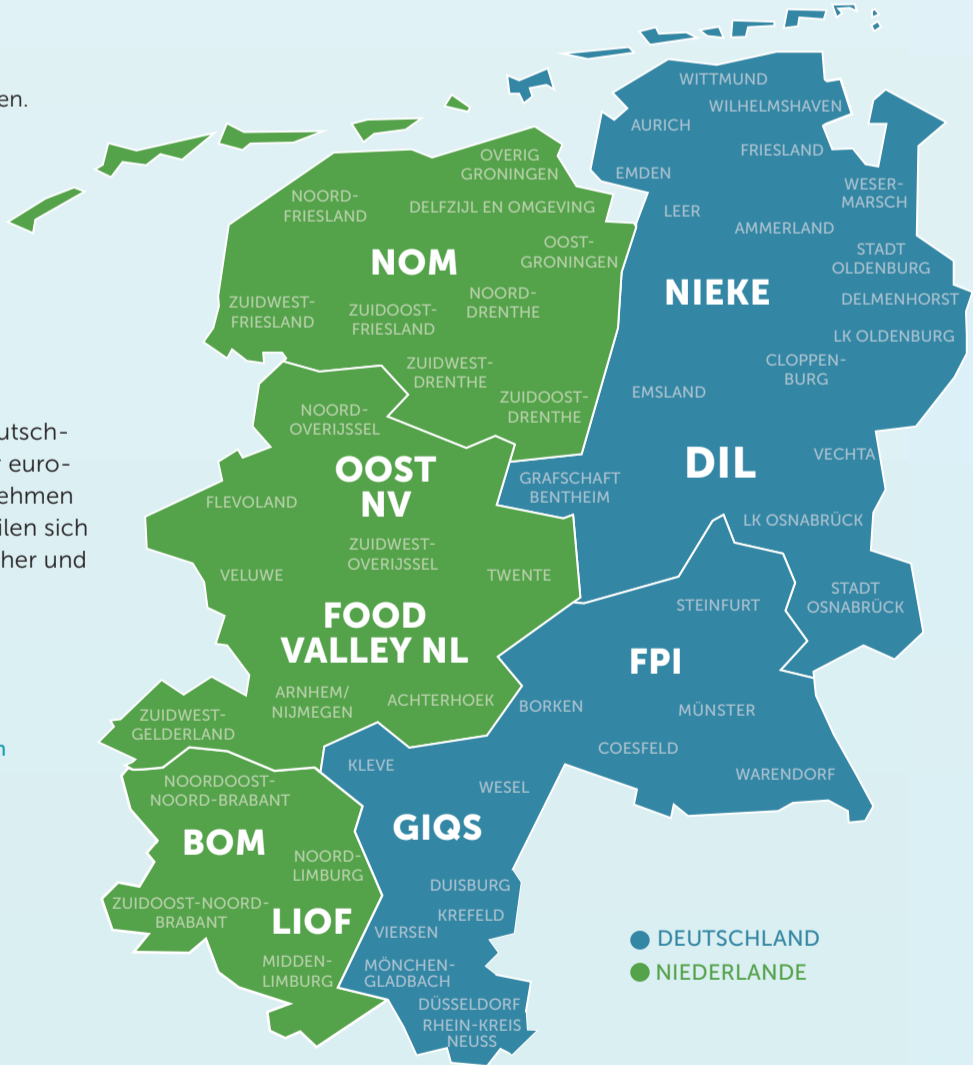 en.
utsch-
r euro-
ehmen
ilen sich
her und
n
OVERIG
GRONINGEN
NOORD-
FRIESLAND
DELFZIJL EN OMGEVING
NOM
OOST-
GRONINGEN
ZUIDWEST-
FRIESLAND
ZUIDOOST-
FRIESLAND
NOORD-
DRENTHE
ZUIDWEST-
DRENTHE
ZUIDOOST-
DRENTHE
WITTMUND
WILHELMSHAVEN
AURICH
FRIESLAND
EMDEN
WESER-
MARSCH
LEER
AMMERLAND
STADT
OLDENBURG
NIEKE
DELMENHORST
LK OLDENBURG
CLOPPEN-
BURG
EMSLAND
DIL
VECHTA
GRAFSCHAFT
BENTHEIM
LK OSNABRÜCK
STADT
OSNABRÜCK
NOORD-
OVERIJSSEL
OOST
NV
FLEVOLAND
ZUIDWEST-
OVERIJSSEL
VELUWE
TWENTE
FOOD
VALLEY NL
ARNHEM/
NIJMEGEN
ACHTERHOEK
ZUIDWEST-
GELDERLAND
STEINFURT
FPI
BORKEN
MÜNSTER
COESFELD
WARENDORF
KLEVE
WESEL
GIQS
DUISBURG
KREFELD
VIERSEN
MÖNCHEN-
GLADBACH
DÜSSELDORF
RHEIN-KREIS
NEUSS
NOORDOOST-
NOORD-BRABANT
BOM
NOORD-
LIMBURG
ZUIDOOST-NOORD-
BRABANT
LIOF
MIDDEN-
LIMBURG
DEUTSCHLAND
NIEDERLANDE